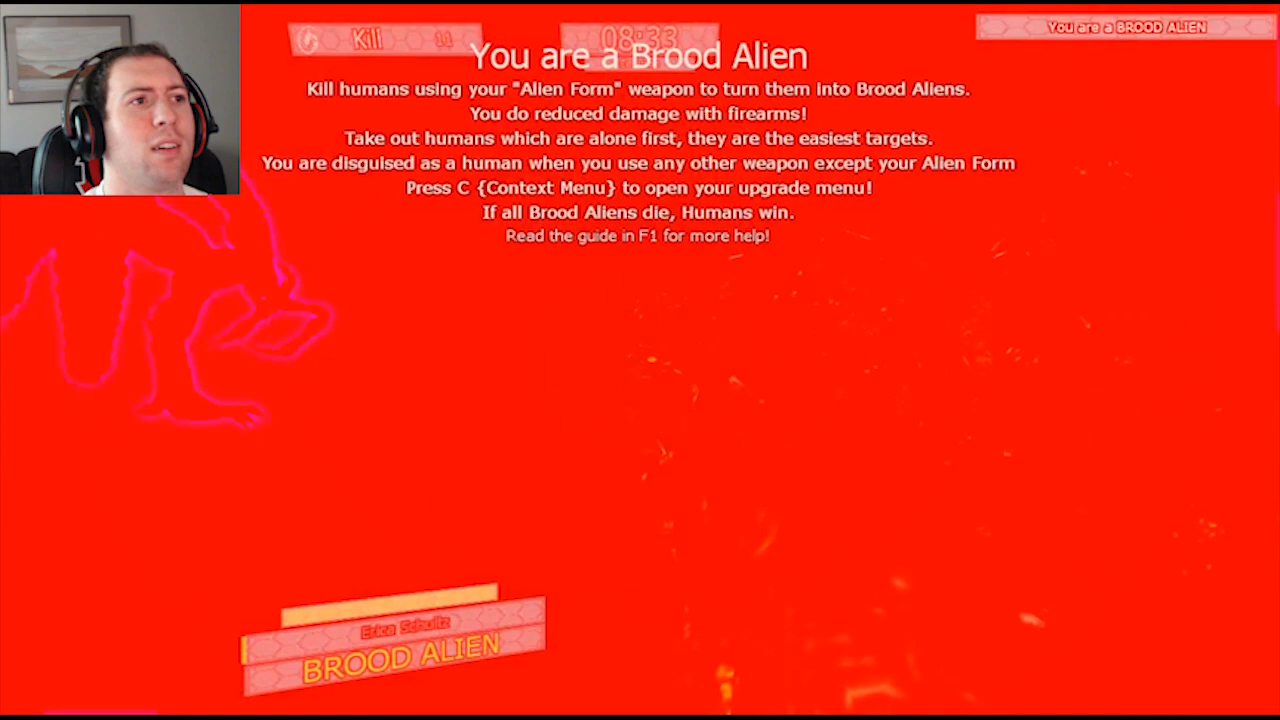 Kill 11
08:33
You are a BROOD ALIEN
You are a Brood Alien
Kill humans using your "Alien Form" weapon to turn them into Brood Aliens.
You do reduced damage with firearms!
Take out humans which are alone first, they are the easiest targets.
You are disguised as a human when you use any other weapon except your Alien Form
Press C {Context Menu} to open your upgrade menu!
If all Brood Aliens die, Humans win.
Read the guide in F1 for more help!
Erica Schultz
BROOD ALIEN